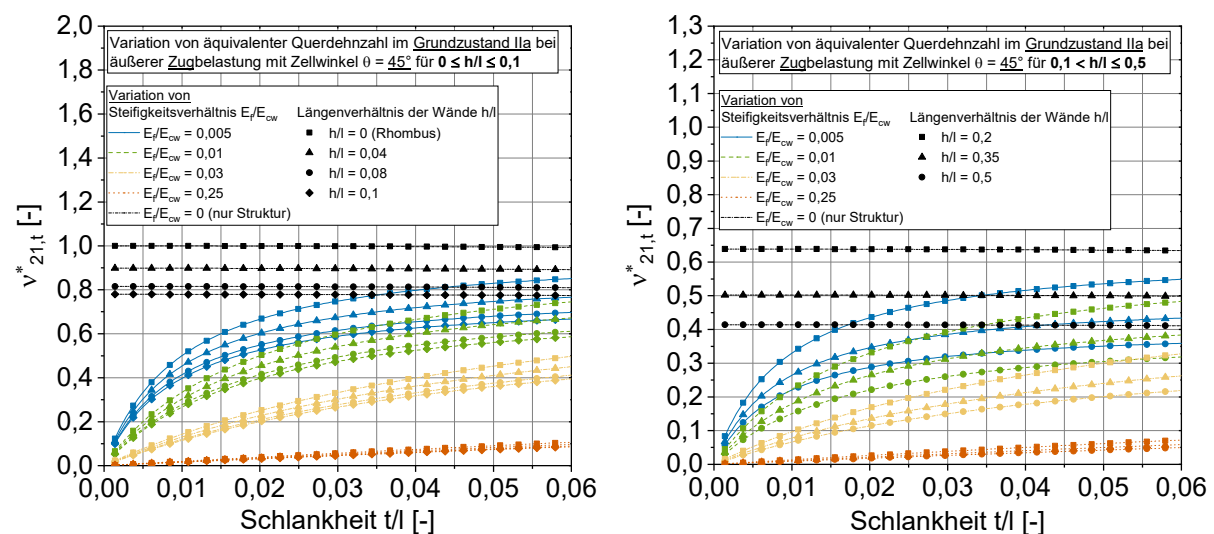 2,0
1,8
1,6
1,4
1,2
1,0
0,8
0,6
0,4
0,2
0,0
ν*21,t [-]
Variation von äquivalenter Querdehnzahl im Grundzustand IIa bei
äußerer Zugbelastung mit Zellwinkel θ = 45° für 0 ≤ h/l ≤ 0,1
Variation von
Steifigkeitsverhältnis Ef/Ecw
Ef/Ecw = 0,005
Ef/Ecw = 0,01
Ef/Ecw = 0,03
Ef/Ecw = 0,25
Ef/Ecw = 0 (nur Struktur)
Längenverhältnis der Wände h/l
h/l = 0 (Rhombus)
h/l = 0,04
h/l = 0,08
h/l = 0,1
0,00 0,01 0,02 0,03 0,04 0,05 0,06
Schlankheit t/l [-]
1,3
1,2
1,1
1,0
0,9
0,8
0,7
0,6
0,5
0,4
0,3
0,2
0,1
0,0
ν*21,t [-]
Variation von äquivalenter Querdehnzahl im Grundzustand IIa bei
äußerer Zugbelastung mit Zellwinkel θ = 45° für 0,1 < h/l ≤ 0,5
Variation von
Steifigkeitsverhältnis Ef/Ecw
Ef/Ecw = 0,005
Ef/Ecw = 0,01
Ef/Ecw = 0,03
Ef/Ecw = 0,25
Ef/Ecw = 0 (nur Struktur)
Längenverhältnis der Wände h/l
h/l = 0,2
h/l = 0,35
h/l = 0,5
0,00 0,01 0,02 0,03 0,04 0,05 0,06
Schlankheit t/l [-]